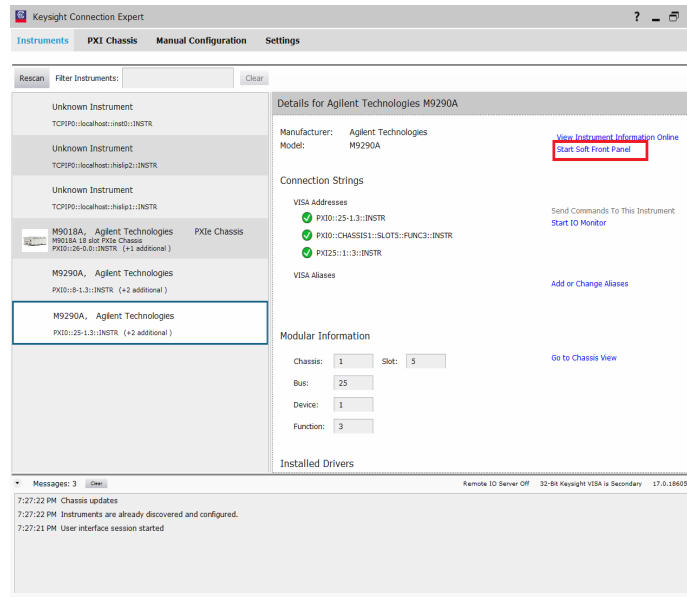 Keysight Connection Expert
?
Instruments PXI Chassis Manual Configuration Settings
Rescan Filter Instruments: Clear
Unknown Instrument
TCPIP0::localhost::inst0::INSTR
Unknown Instrument
TCPIP0::localhost::hislip2::INSTR
Unknown Instrument
TCPIP0::localhost::hislip1::INSTR
M9018A, Agilent Technologies PXIe Chassis
M9018A 18 slot PXIe Chassis
PXI0::26-0.0::INSTR (+1 additional )
M9290A, Agilent Technologies
PXI0::8-1.3::INSTR (+2 additional )
M9290A, Agilent Technologies
PXI0::25-1.3::INSTR (+2 additional )
Details for Agilent Technologies M9290A
Manufacturer: Agilent Technologies
Model: M9290A
View Instrument Information Online
Start Soft Front Panel
Connection Strings
VISA Addresses
PXI0::25-1.3::INSTR
PXI0::CHASSIS1::SLOT5::FUNC3::INSTR
PXI25::1::3::INSTR
Send Commands To This Instrument
Start IO Monitor
VISA Aliases
Add or Change Aliases
Modular Information
Chassis: 1 Slot: 5
Go to Chassis View
Bus: 25
Device: 1
Function: 3
Installed Drivers
Messages: 3 Clear
Remote IO Server Off 32-Bit Keysight VISA is Secondary 17.0.18605
7:27:22 PM Chassis updates
7:27:22 PM Instruments are already discovered and configured.
7:27:21 PM User interface session started